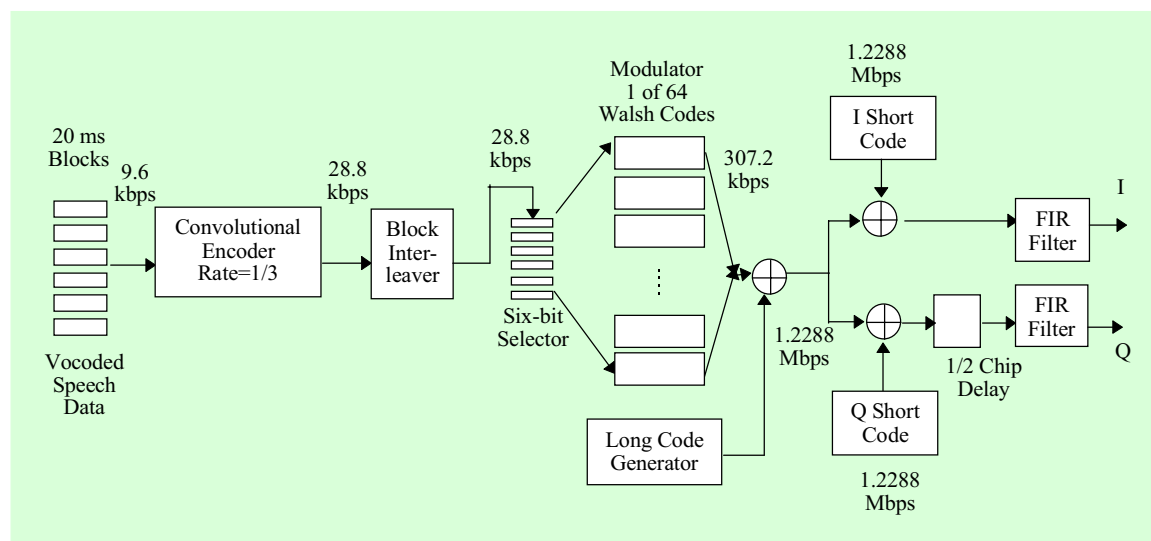 20 ms
Blocks
9.6
kbps
Vocoded
Speech
Data
Convolutional
Encoder
Rate=1/3
28.8
kbps
Block
Inter-
leaver
28.8
kbps
Six-bit
Selector
Modulator
1 of 64
Walsh Codes
307.2
kbps
Long Code
Generator
1.2288
Mbps
1.2288
Mbps
I Short
Code
Q Short
Code
1.2288
Mbps
1/2 Chip
Delay
FIR
Filter
I
FIR
Filter
Q